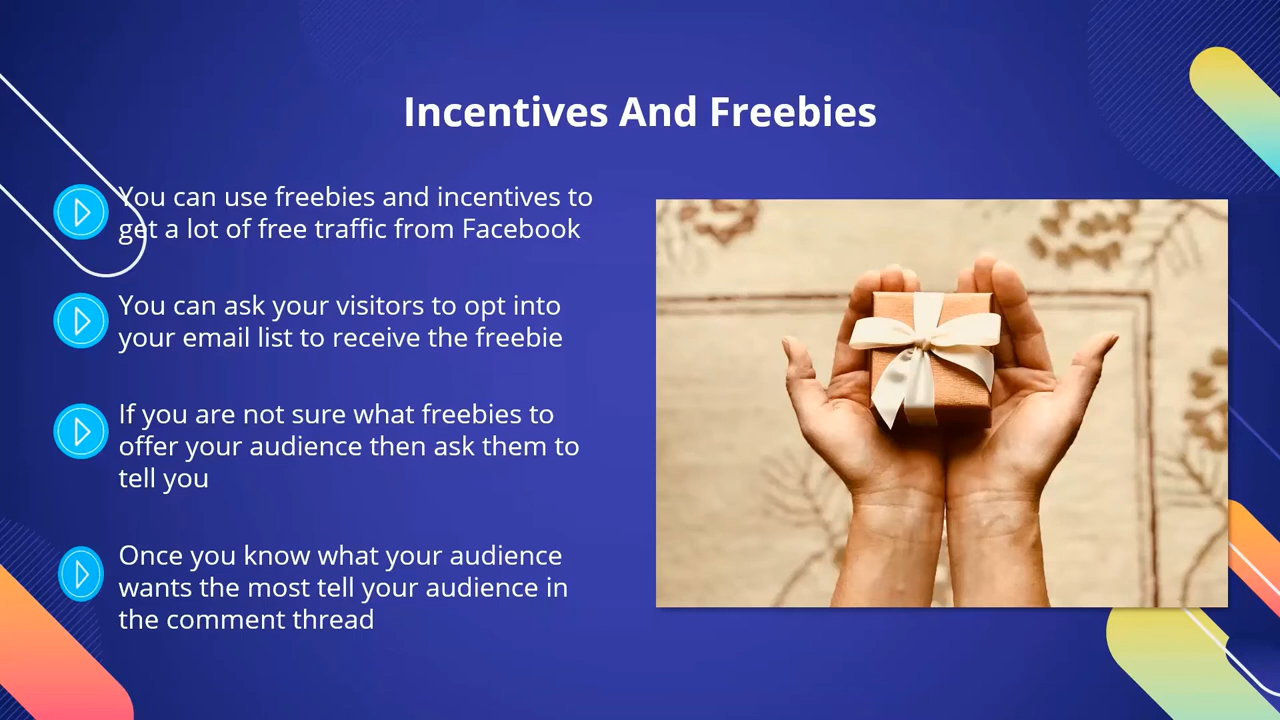 Incentives And Freebies
You can use freebies and incentives to
get a lot of free traffic from Facebook
You can ask your visitors to opt into
your email list to receive the freebie
If you are not sure what freebies to
offer your audience then ask them to
tell you
Once you know what your audience
wants the most tell your audience in
the comment thread